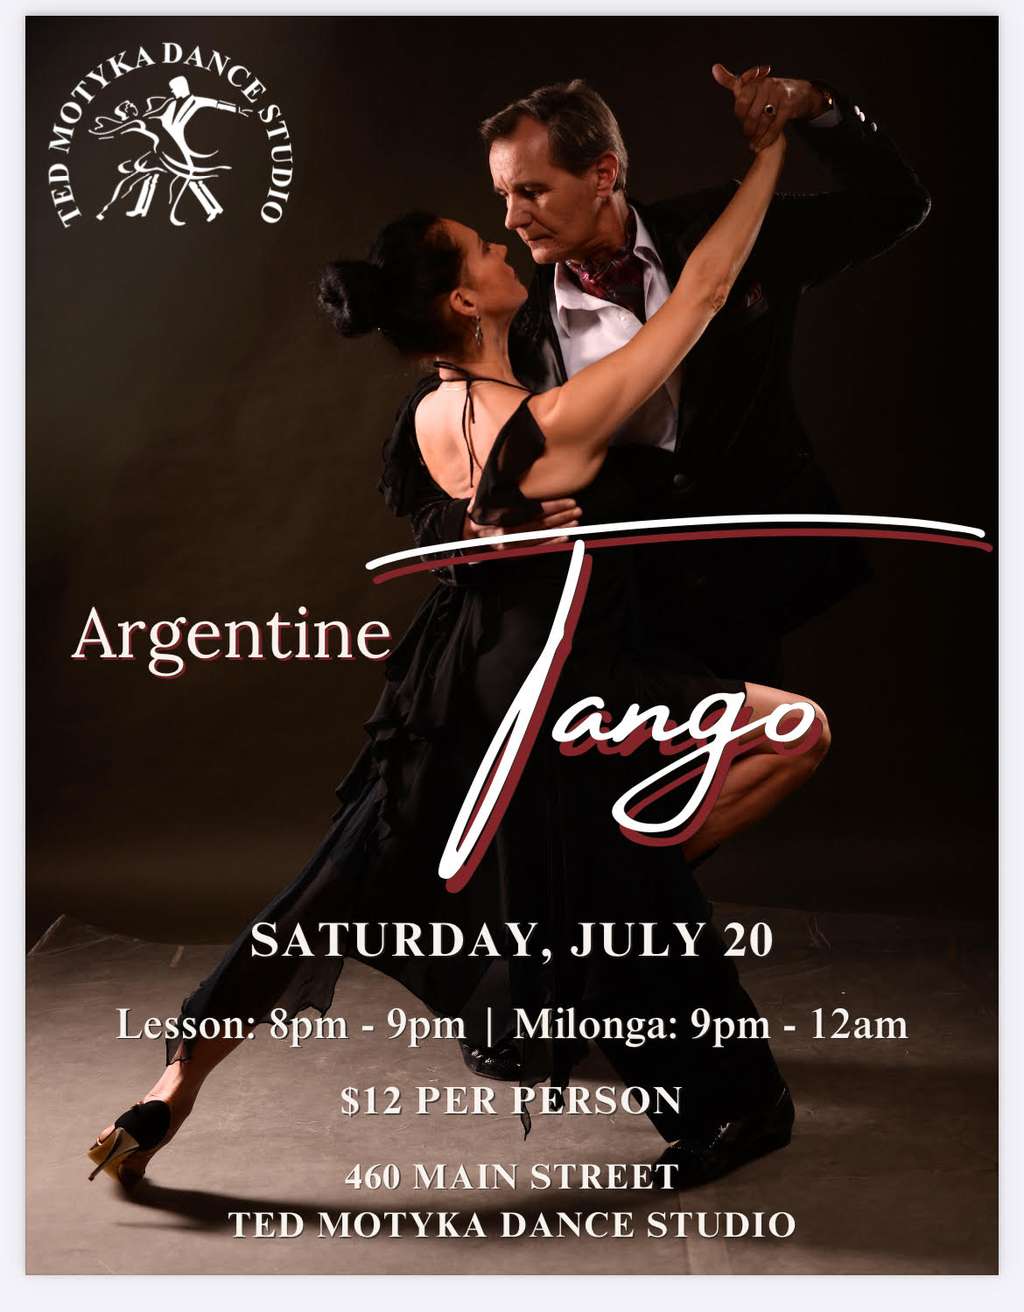 TED MOTYKA DANCE STUDIO
Argentine
Tango
SATURDAY, JULY 20
Lesson: 8pm - 9pm | Milonga: 9pm - 12am
$12 PER PERSON
460 MAIN STREET
TED MOTYKA DANCE STUDIO